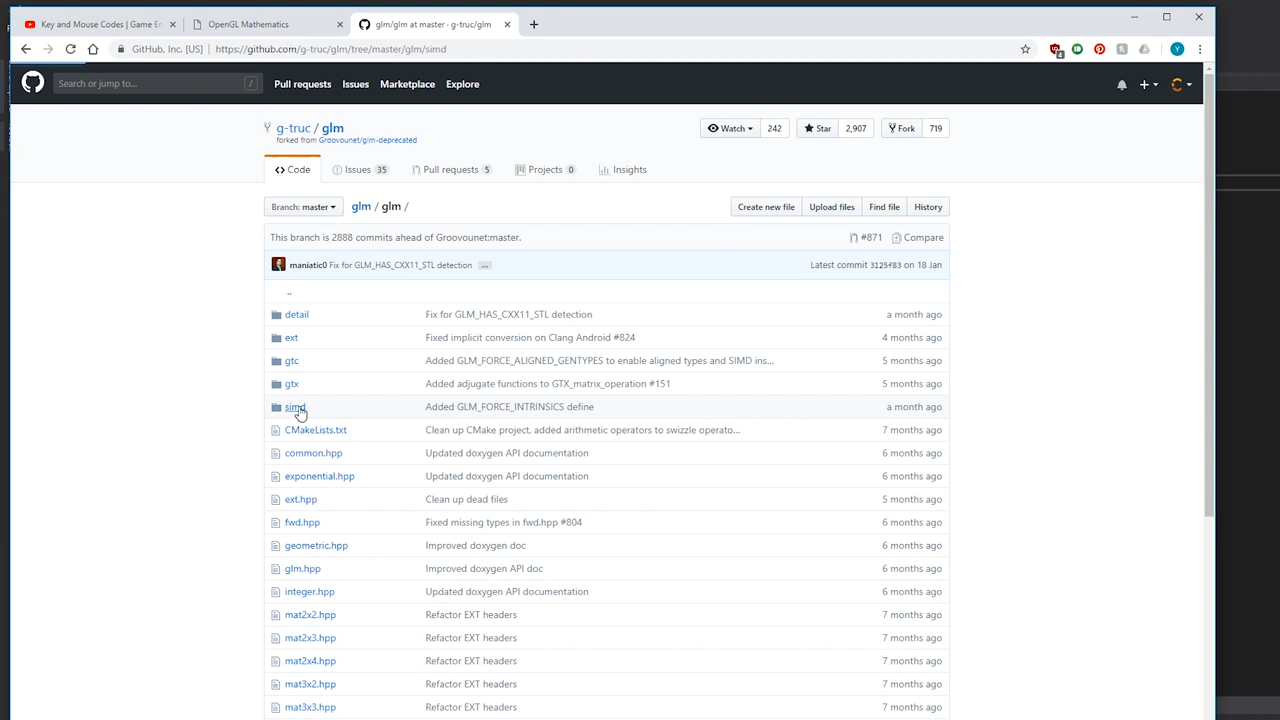 Key and Mouse Codes | Game En
OpenGL Mathematics
glm/glm at master · g-truc/glm
GitHub, Inc. [US] https://github.com/g-truc/glm/tree/master/glm/simd
Search or jump to... /
Pull requests Issues Marketplace Explore
g-truc / glm
forked from Groovounet/glm-deprecated
Watch 242 Star 2,907 Fork 719
Code Issues 35 Pull requests 5 Projects 0 Insights
Branch: master glm / glm / Create new file Upload files Find file History
This branch is 2888 commits ahead of Groovounet:master. #871 Compare
maniatic0 Fix for GLM_HAS_CXX11_STL detection ... Latest commit 3125f83 on 18 Jan
..
detail Fix for GLM_HAS_CXX11_STL detection a month ago
ext Fixed implicit conversion on Clang Android #824 4 months ago
gtc Added GLM_FORCE_ALIGNED_GENTYPES to enable aligned types and SIMD ins... 5 months ago
gtx Added adjugate functions to GTX_matrix_operation #151 5 months ago
simd Added GLM_FORCE_INTRINSICS define a month ago
CMakeLists.txt Clean up CMake project, added arithmetic operators to swizzle operato... 7 months ago
common.hpp Updated doxygen API documentation 6 months ago
exponential.hpp Updated doxygen API documentation 6 months ago
ext.hpp Clean up dead files 5 months ago
fwd.hpp Fixed missing types in fwd.hpp #804 6 months ago
geometric.hpp Improved doxygen doc 6 months ago
glm.hpp Improved doxygen API doc 6 months ago
integer.hpp Updated doxygen API documentation 6 months ago
mat2x2.hpp Refactor EXT headers 7 months ago
mat2x3.hpp Refactor EXT headers 7 months ago
mat2x4.hpp Refactor EXT headers 7 months ago
mat3x2.hpp Refactor EXT headers 7 months ago
mat3x3.hpp Refactor EXT headers 7 months ago